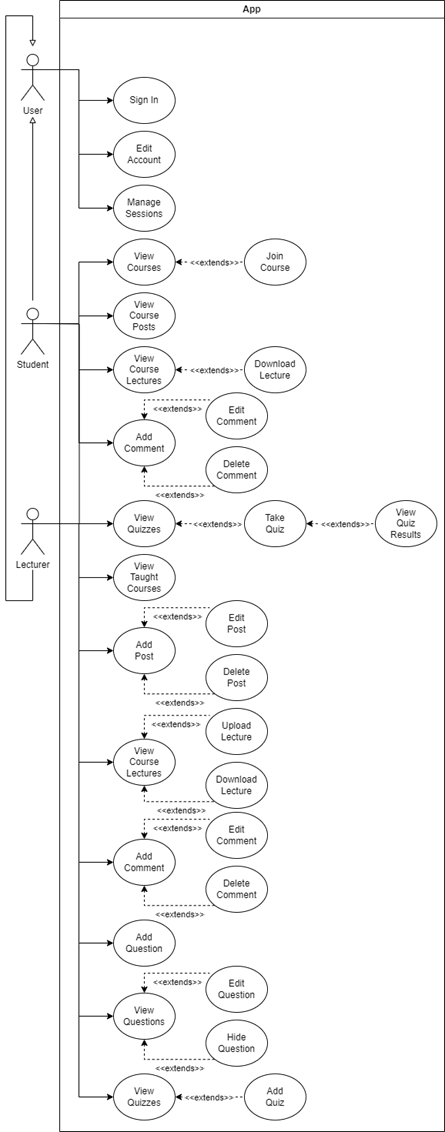 App
User
Sign In
Edit
Account
Manage
Sessions
View
Courses
<<extends>>
Join
Course
View
Course
Posts
Student
View
Course
Lectures
<<extends>>
Download
Lecture
<<extends>>
Edit
Comment
Add
Comment
Delete
Comment
<<extends>>
Lecturer
View
Quizzes
<<extends>>
Take
Quiz
<<extends>>
View
Quiz
Results
View
Taught
Courses
<<extends>>
Edit
Post
Add
Post
Delete
Post
<<extends>>
<<extends>>
Upload
Lecture
View
Course
Lectures
Download
Lecture
<<extends>>
<<extends>>
Edit
Comment
Add
Comment
Delete
Comment
<<extends>>
Add
Question
<<extends>>
Edit
Question
View
Questions
Hide
Question
<<extends>>
View
Quizzes
<<extends>>
Add
Quiz